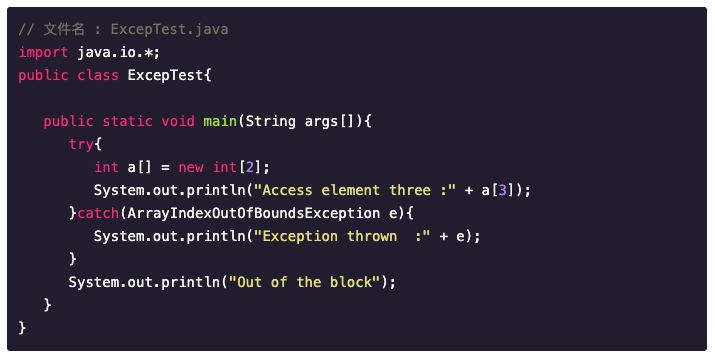 // 文件名 : ExcepTest.java
import java.io.*;
public class ExcepTest{
public static void main(String args[]){
try{
int a[] = new int[2];
System.out.println("Access element three :" + a[3]);
}catch(ArrayIndexOutOfBoundsException e){
System.out.println("Exception thrown  :" + e);
}
System.out.println("Out of the block");
}
}